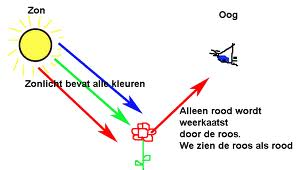 Zon
Oog
Zonlicht bevat alle kleuren
Alleen rood wordt
weerkaatst
door de roos.
We zien de roos als rood